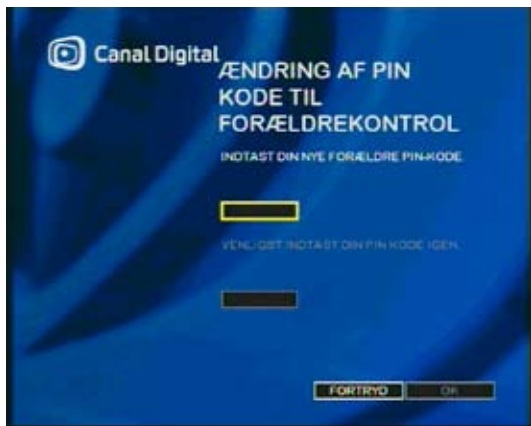 Canal Digital
ÆNDRING AF PIN
KODE TIL
FORÆLDREKONTROL
INDTAST DIN NYE FORÆLDRE PIN-KODE.
VENLIGST INDTAST DIN PIN KODE IGEN.
FORTRYD OK